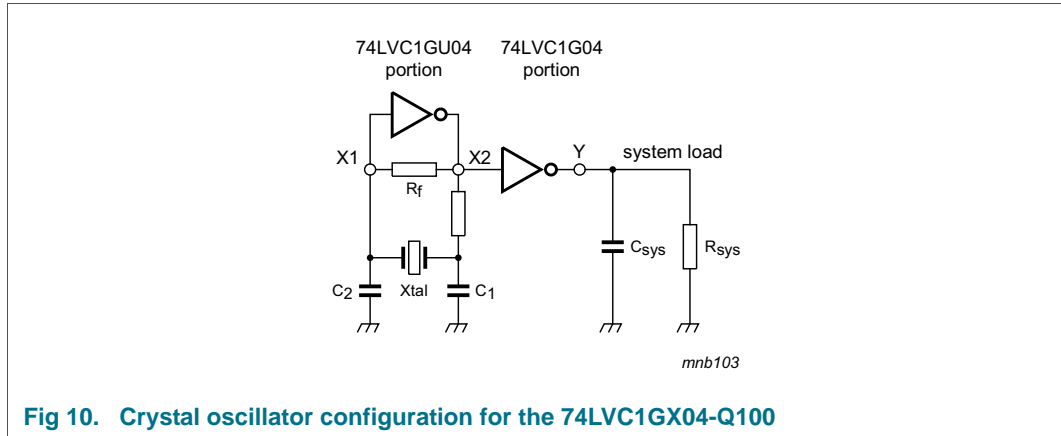 74LVC1GU04 74LVC1G04
portion portion
X1 X2 Y system load
Rf
Csys Rsys
C2 Xtal C1
mnb103
Fig 10. Crystal oscillator configuration for the 74LVC1GX04-Q100